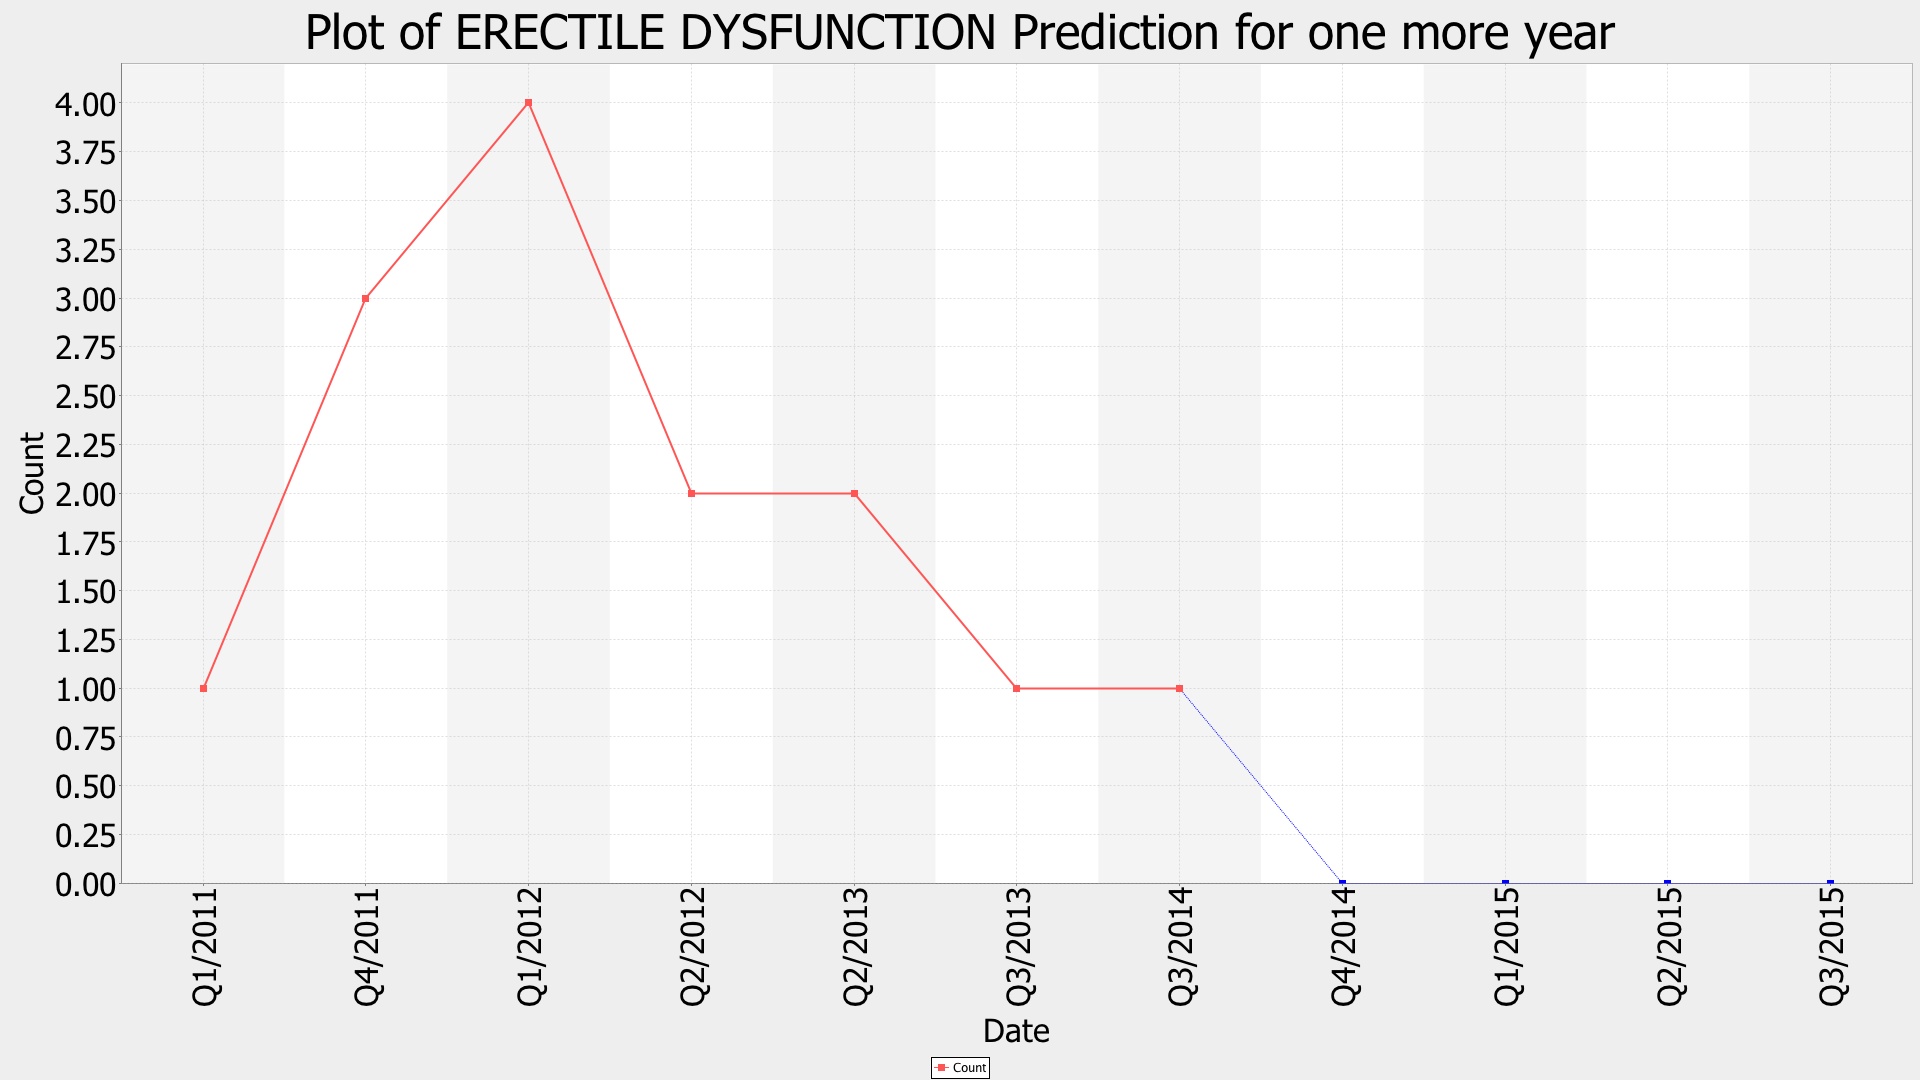 Plot of ERECTILE DYSFUNCTION Prediction for one more year
4.00
3.75
3.50
3.25
3.00
2.75
2.50
2.25
2.00
1.75
1.50
1.25
1.00
0.75
0.50
0.25
0.00
Count
Q1/2011
Q4/2011
Q1/2012
Q2/2012
Q2/2013
Q3/2013
Q3/2014
Q4/2014
Q1/2015
Q2/2015
Q3/2015
Date
Count